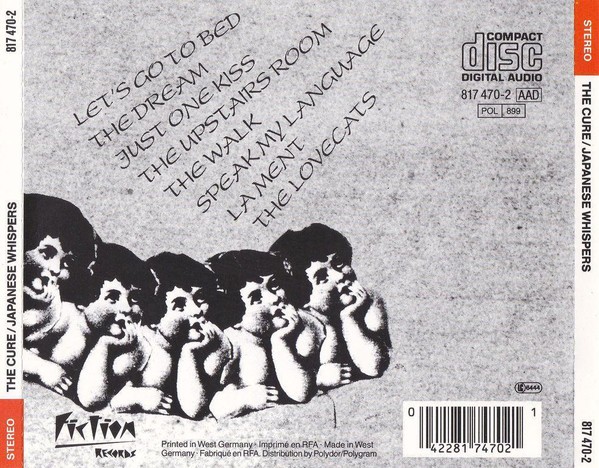 817 470-2
THE CURE/JAPANESE WHISPERS
STEREO
LET'S GO TO BED
THE DREAM
JUST ONE KISS
THE UPSTAIRS ROOM
THE WALK
SPEAK MY LANGUAGE
LAMENT
THE LOVECATS
COMPACT
disc
DIGITAL AUDIO
817 470-2 AAD
POL 899
Fiction
RECORDS
Printed in West Germany · Imprimé en RFA · Made in West
Germany · Fabriqué en RFA. Distribution by Polydor/Polygram
LC 8444
0 42281 74702 1
STEREO
THE CURE/JAPANESE WHISPERS
817 470-2